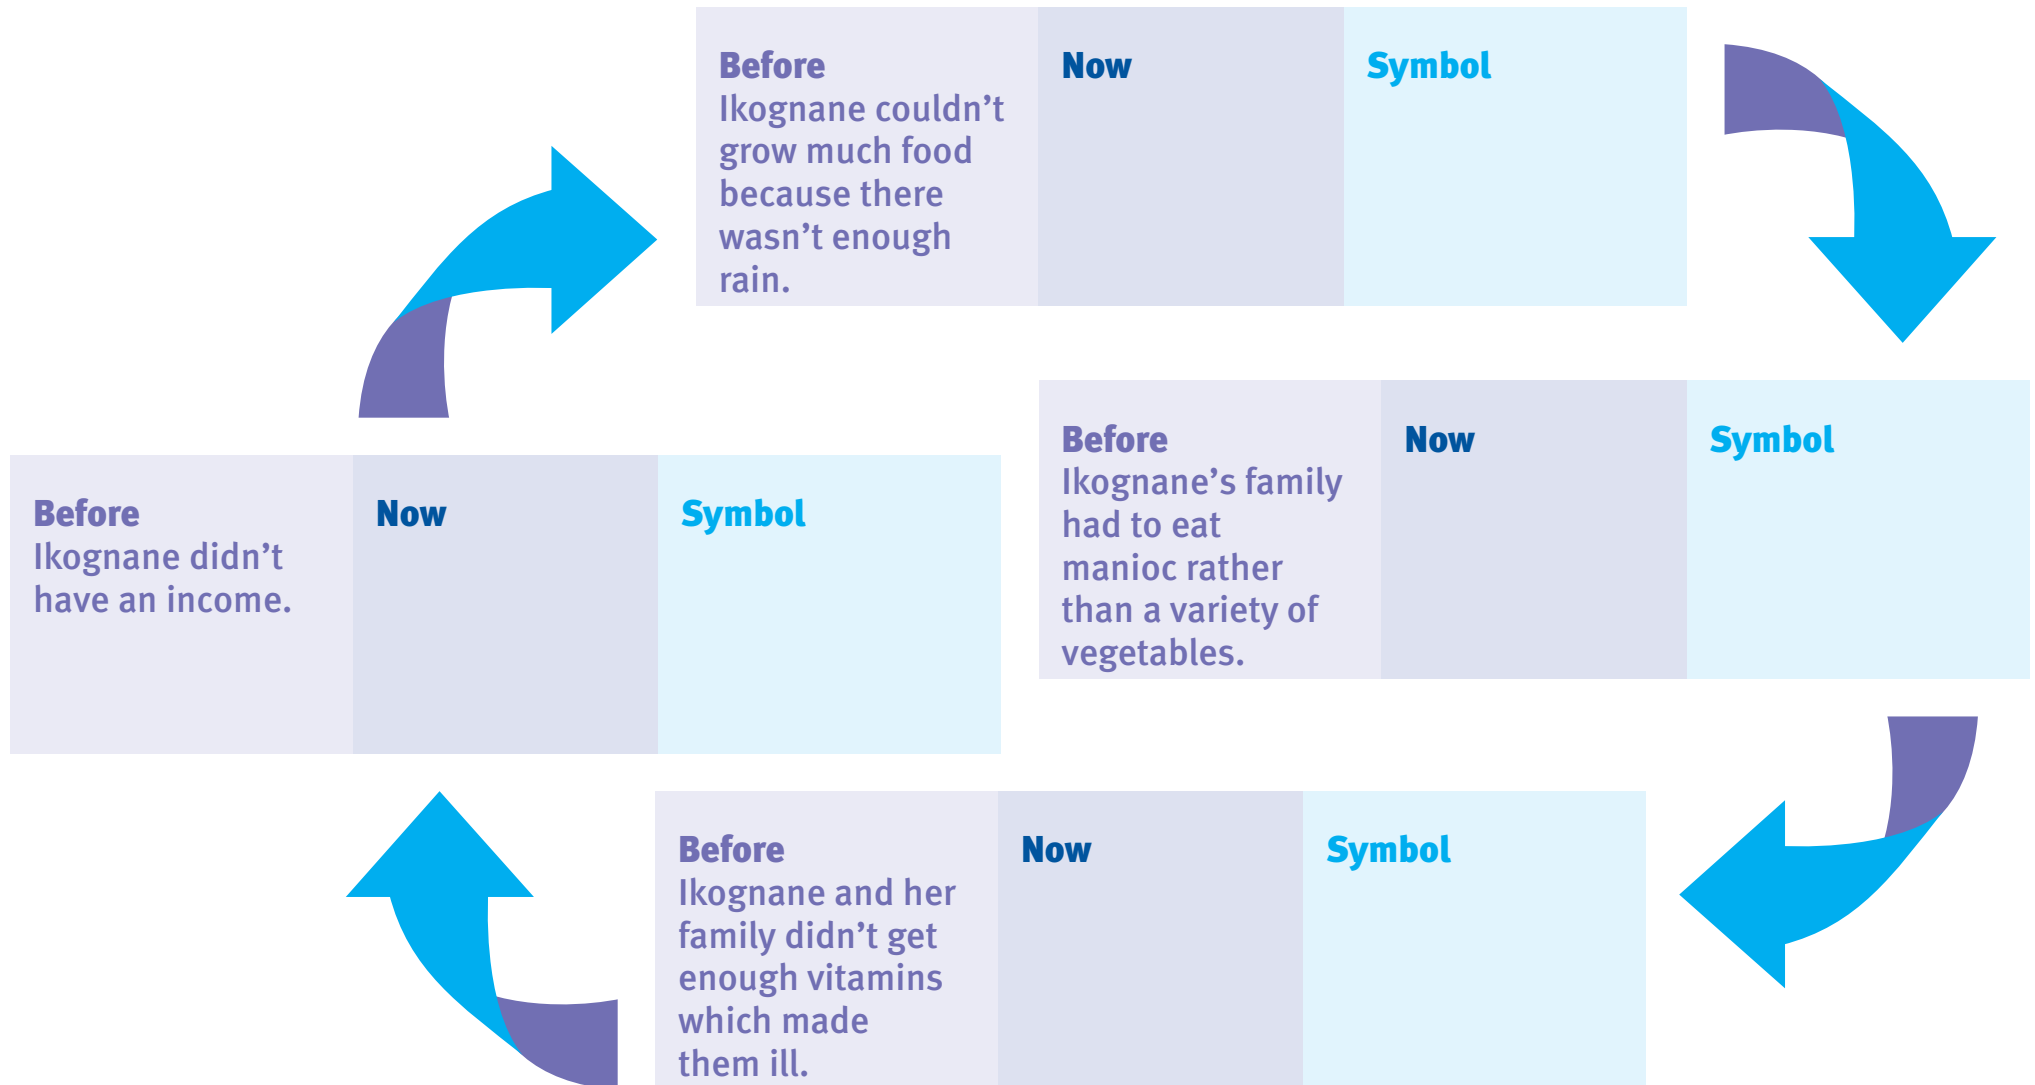 Before
Ikognane couldn’t
grow much food
because there
wasn’t enough
rain.
Now
Symbol
Before
Ikognane’s family
had to eat
manioc rather
than a variety of
vegetables.
Now
Symbol
Before
Ikognane and her
family didn’t get
enough vitamins
which made
them ill.
Now
Symbol
Before
Ikognane didn’t
have an income.
Now
Symbol